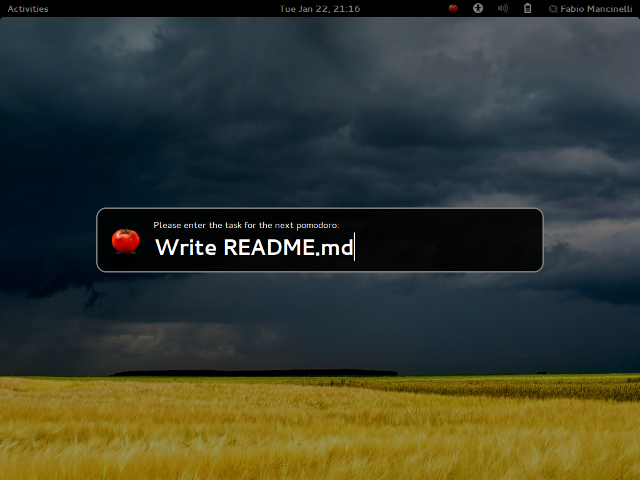 Activities
Tue Jan 22, 21:16
Fabio Mancinelli
Please enter the task for the next pomodoro:
Write README.md